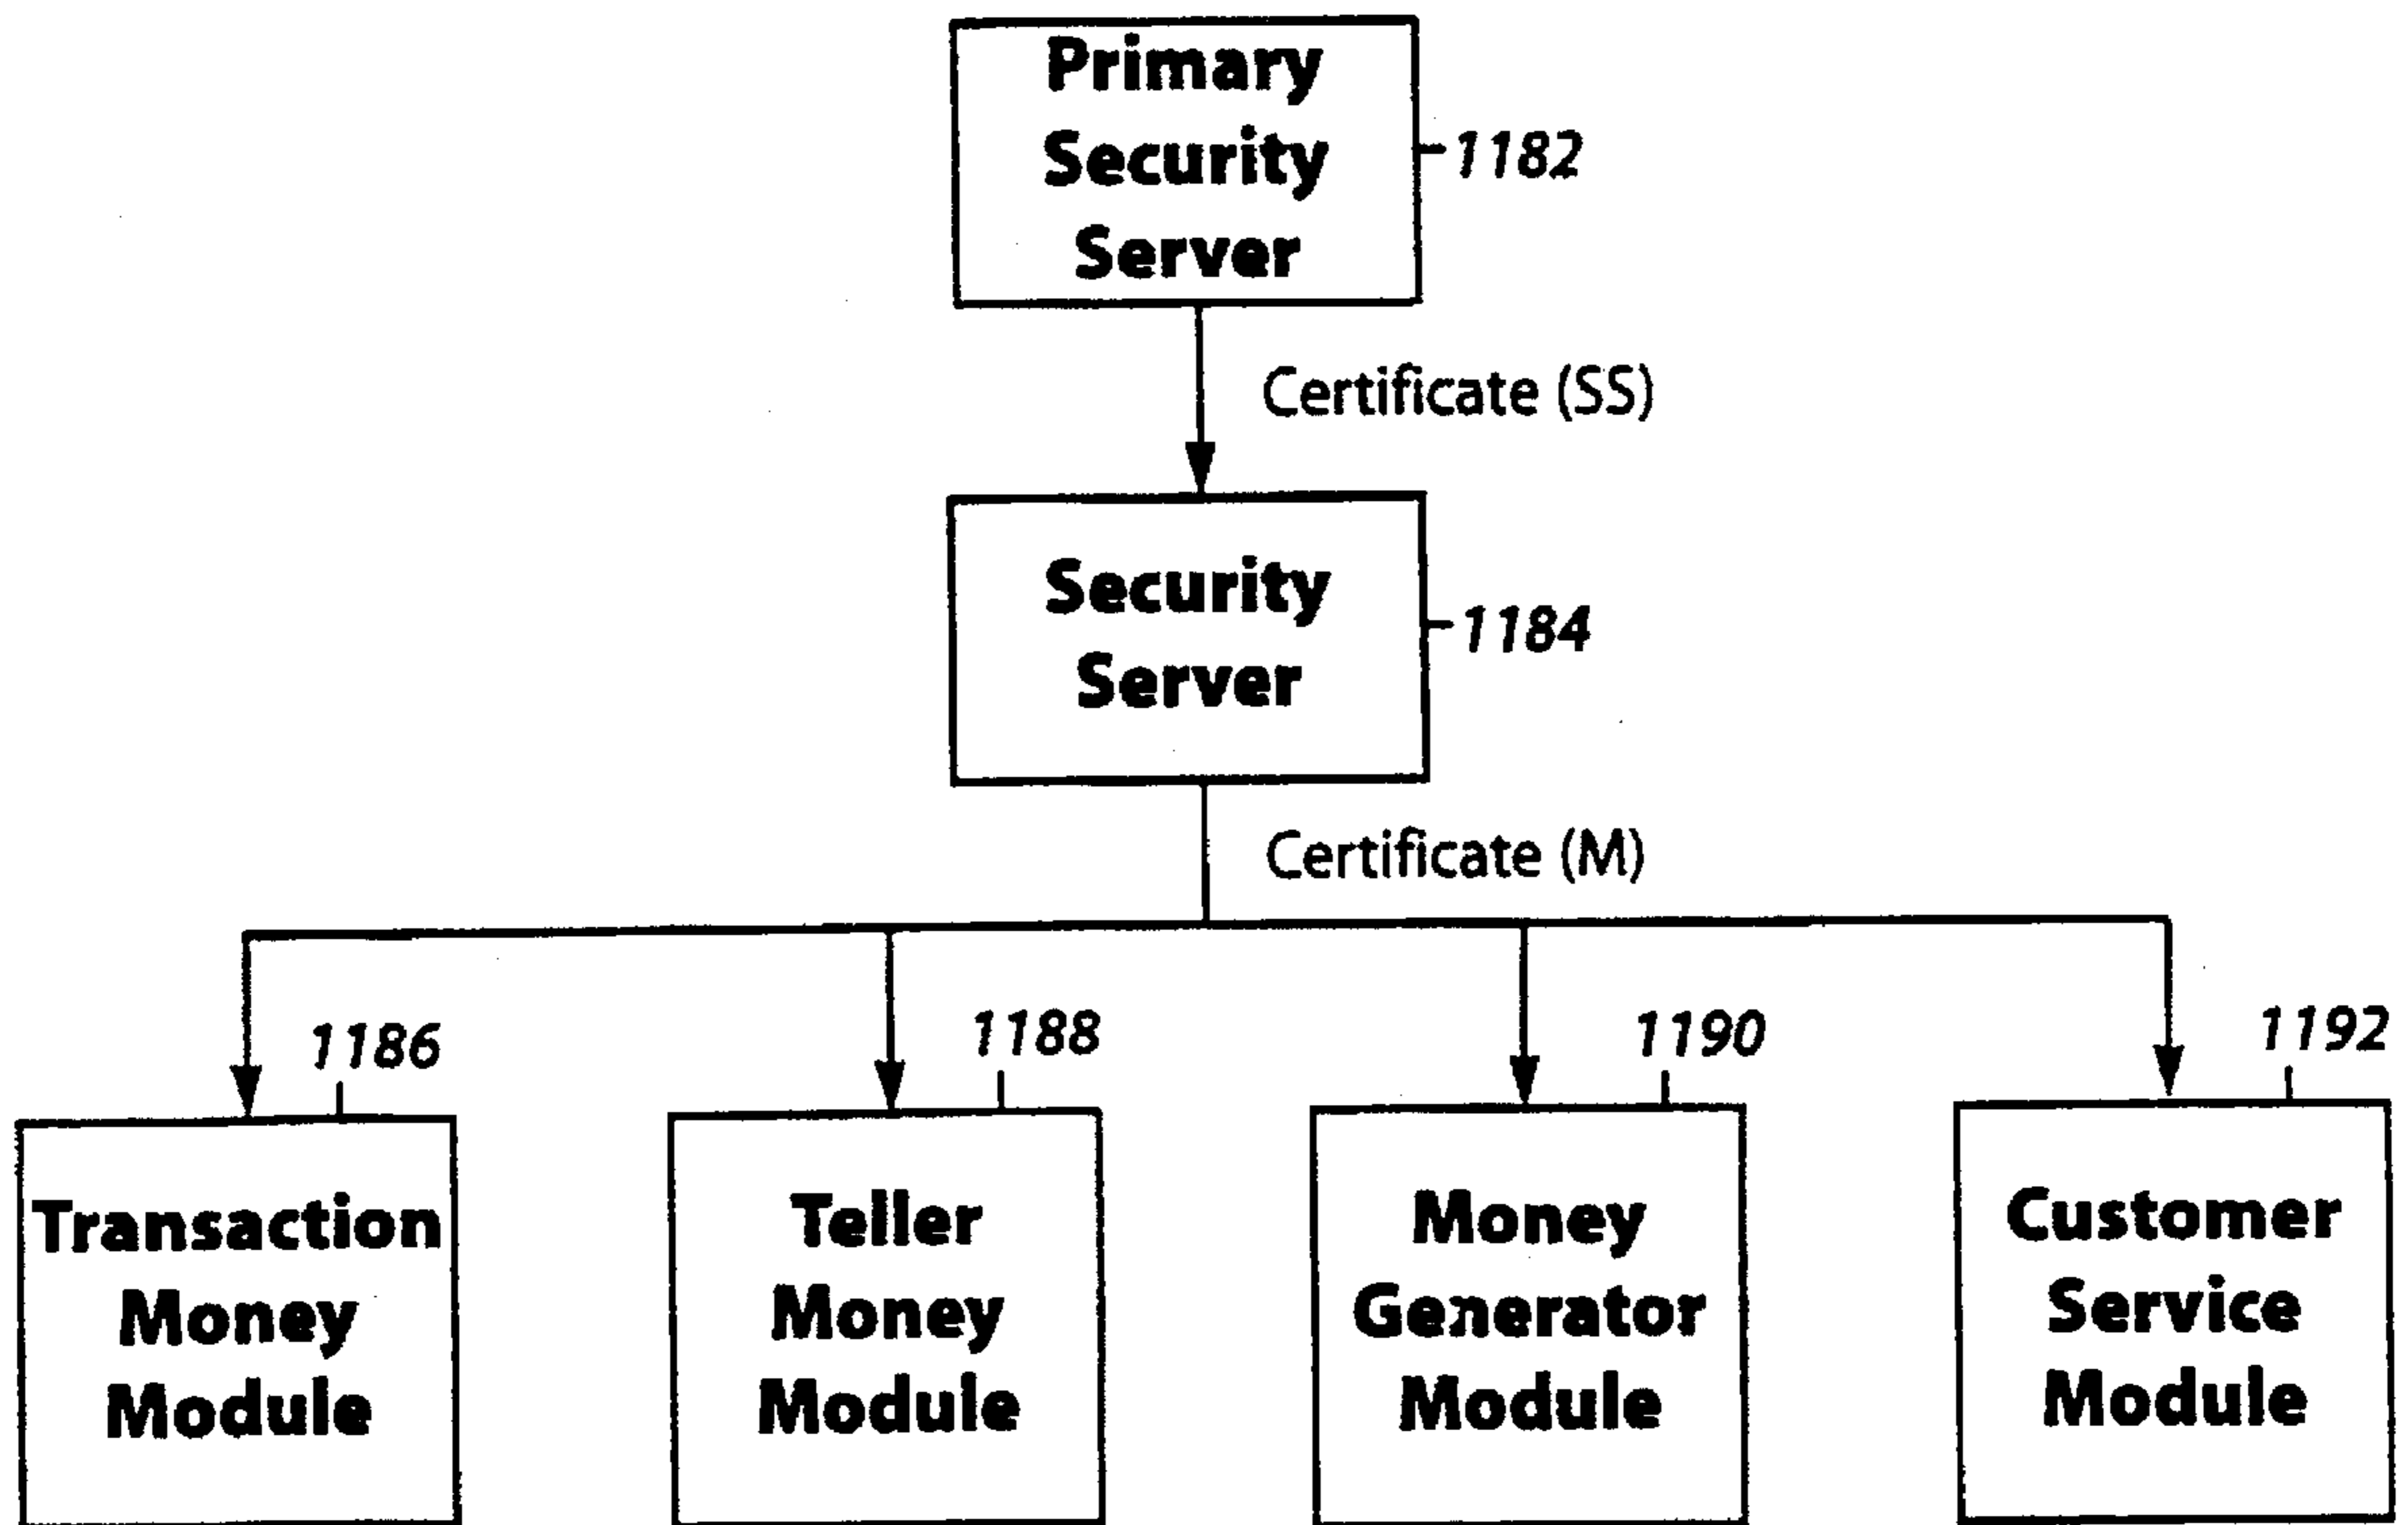 Primary
Security
Server
1182
Certificate (SS)
Security
Server
1184
Certificate (M)
1186
1188
1190
1192
Transaction
Money
Module
Teller
Money
Module
Money
Generator
Module
Customer
Service
Module